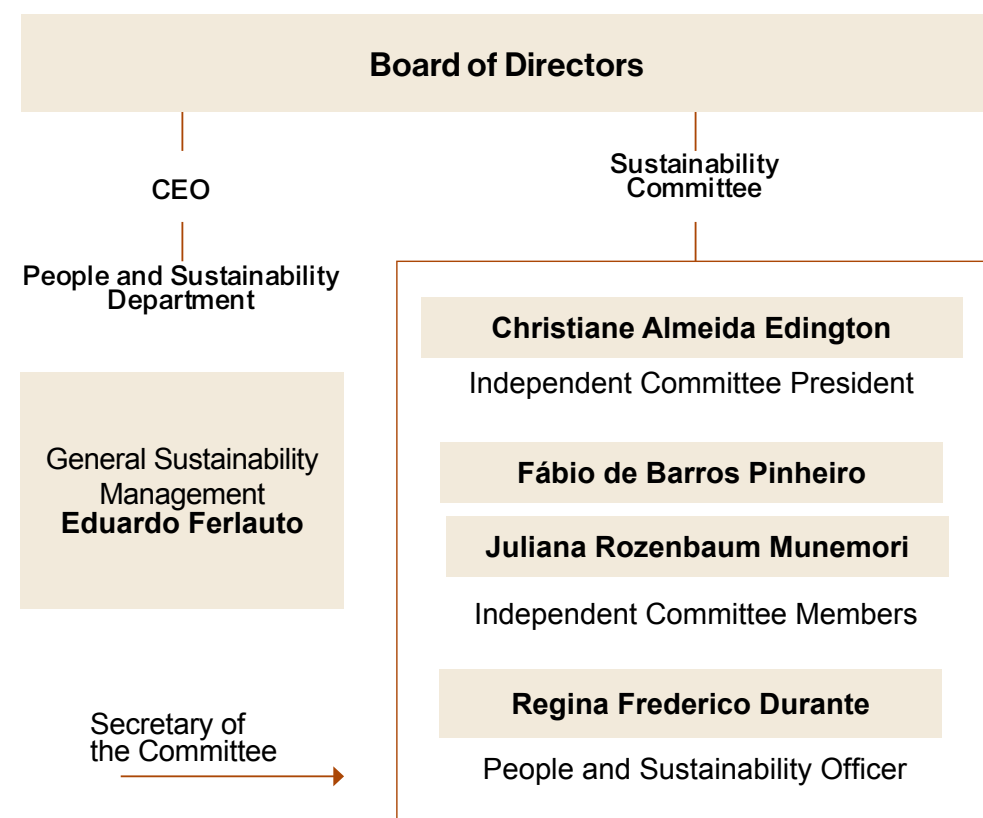 Board of Directors
CEO
People and Sustainability
Department
General Sustainability
Management
Eduardo Ferlauto
Secretary of
the Committee
Sustainability
Committee
Christiane Almeida Edington
Independent Committee President
Fábio de Barros Pinheiro
Juliana Rozenbaum Munemori
Independent Committee Members
Regina Frederico Durante
People and Sustainability Officer